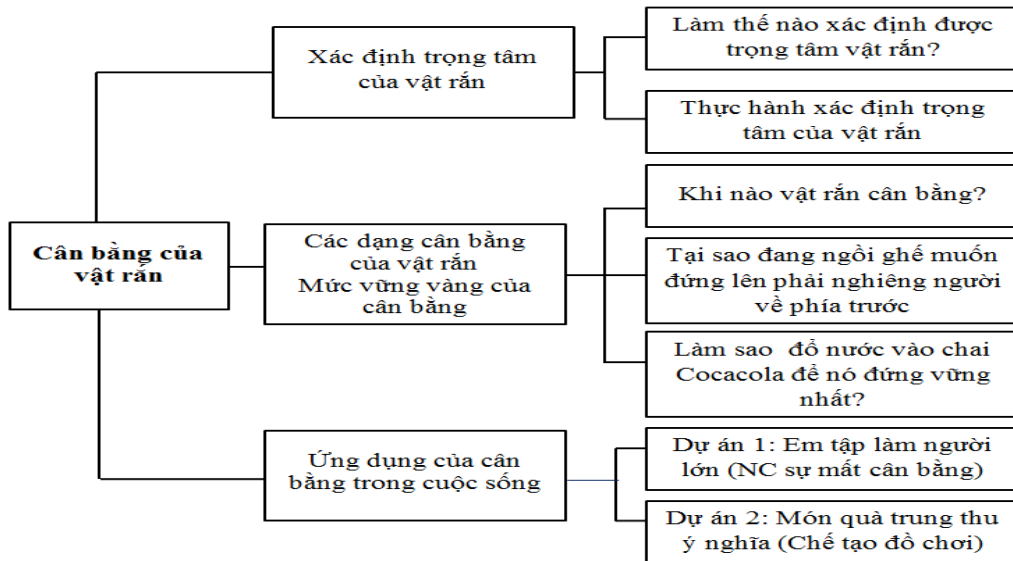 Làm thế nào xác định được
trọng tâm vật rắn?
Xác định trọng tâm
của vật rắn
Thực hành xác định trọng
tâm của vật rắn
Khi nào vật rắn cân bằng?
Cân bằng của
vật rắn
Các dạng cân bằng
của vật rắn
Mức vững vàng của
cân bằng
Tại sao đang ngồi ghế muốn
đứng lên phải nghiêng người
về phía trước
Làm sao đổ nước vào chai
Cocacola để nó đứng vững
nhất?
Ứng dụng của cân
bằng trong cuộc sống
Dự án 1: Em tập làm người
lớn (NC sự mất cân bằng)
Dự án 2: Món quà trung thu
ý nghĩa (Chế tạo đồ chơi)